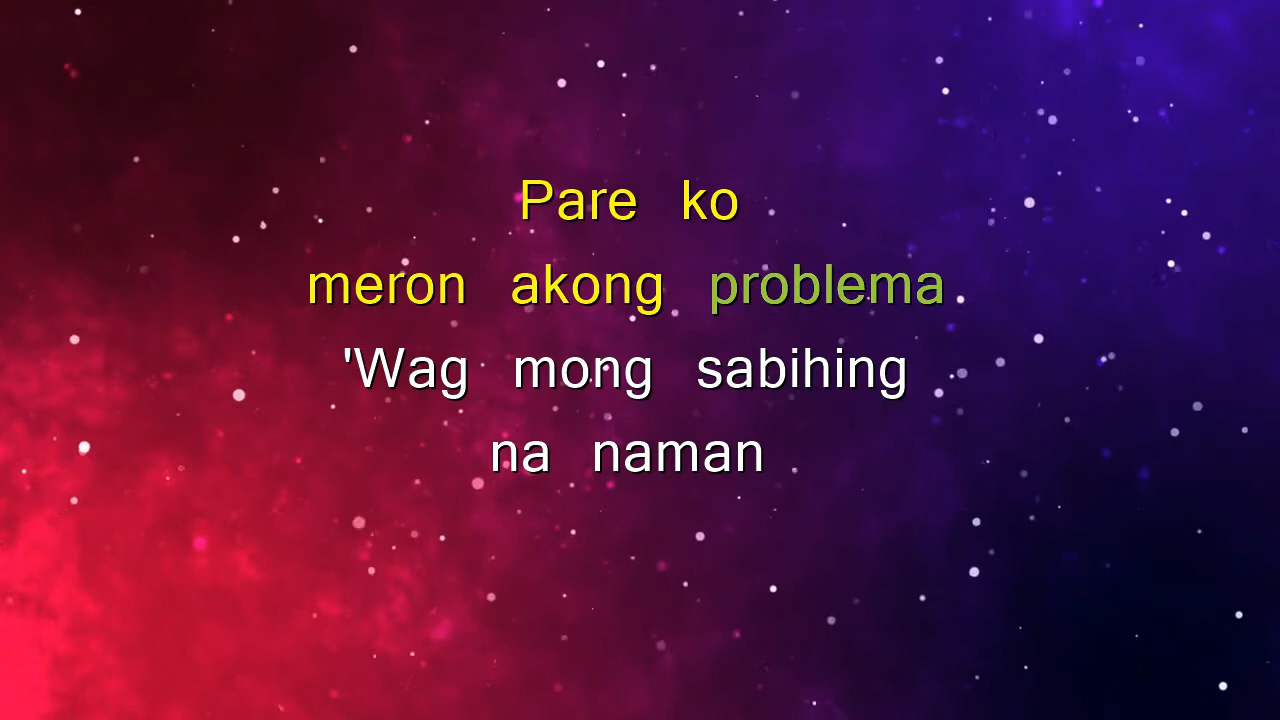 Pare ko
meron akong problema
'Wag mong sabihing
na naman